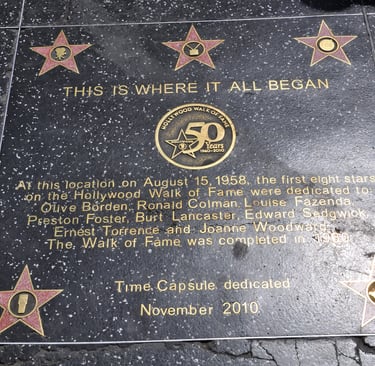 THIS IS WHERE IT ALL BEGAN
HOLLYWOOD WALK OF FAME
50
Years
1960-2010
At this location on August 15, 1958, the first eight stars
on the Hollywood Walk of Fame were dedicated to:
Olive Borden, Ronald Colman Louise Fazenda,
Preston Foster, Burt Lancaster, Edward Sedgwick,
Ernest Torrence and Joanne Woodward.
The, Walk of Fame was completed in 1960
Time Capsule dedicated
November 2010